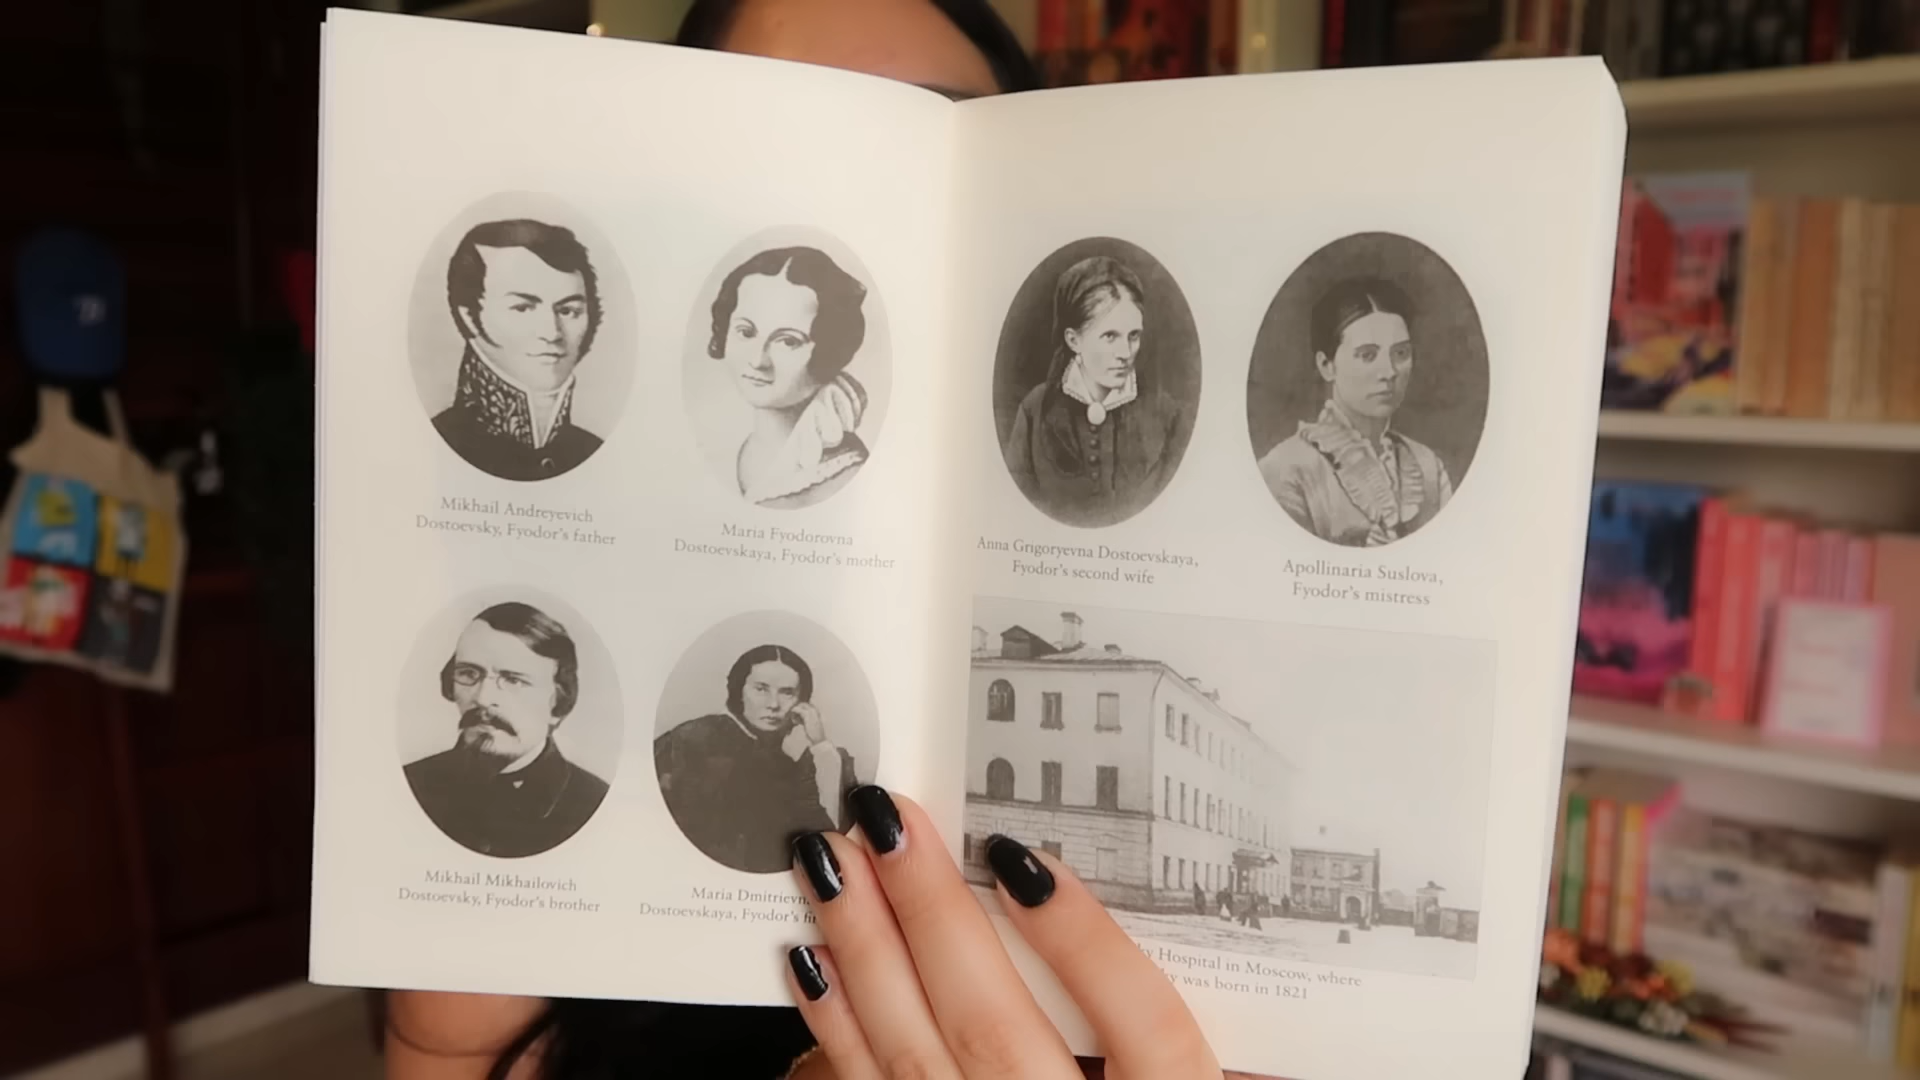 Mikhail Andreyevich
Dostoevsky, Fyodor's father
Maria Fyodorovna
Dostoevskaya, Fyodor's mother
Mikhail Mikhailovich
Dostoevsky, Fyodor's brother
Maria Dmitrievn
Dostoevskaya, Fyodor's fi
Anna Grigoryevna Dostoevskaya,
Fyodor's second wife
Apollinaria Suslova,
Fyodor's mistress
ky Hospital in Moscow, where
ky was born in 1821